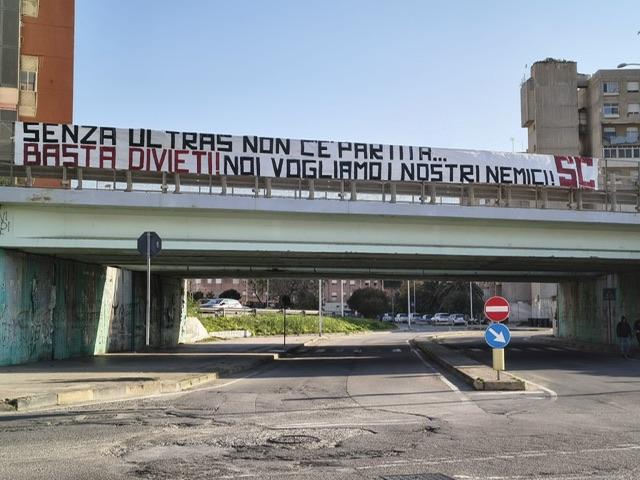 SENZA ULTRAS NON C'E PARTITA...
BASTA DIVIETI!! NOI VOGLIAMO I NOSTRI NEMICI!! SC